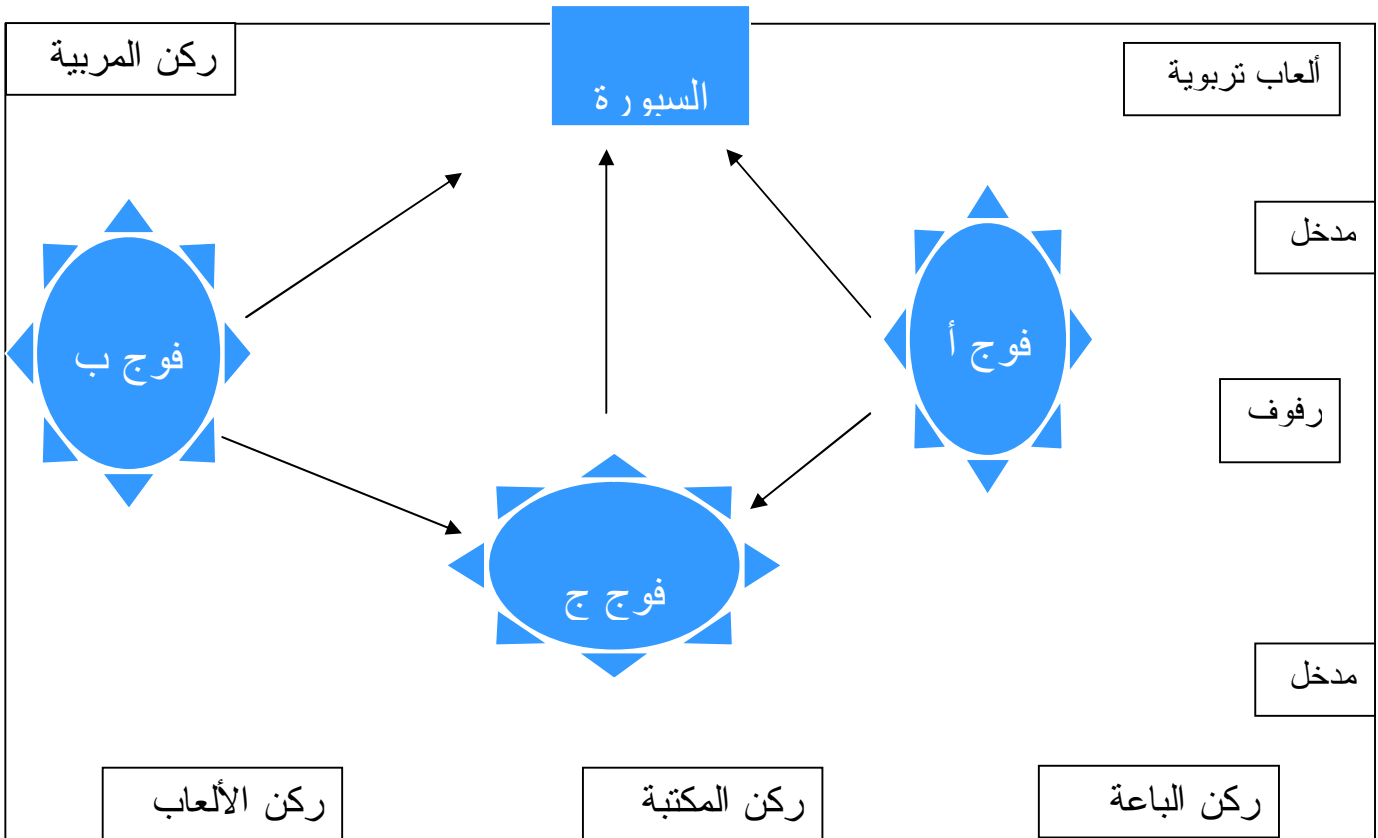 ألعاب تربوية
السبورة
ركن المربية
مدخل
فوج أ
فوج ب
رفوف
فوج ج
مدخل
ركن الباعة
ركن المكتبة
ركن الألعاب